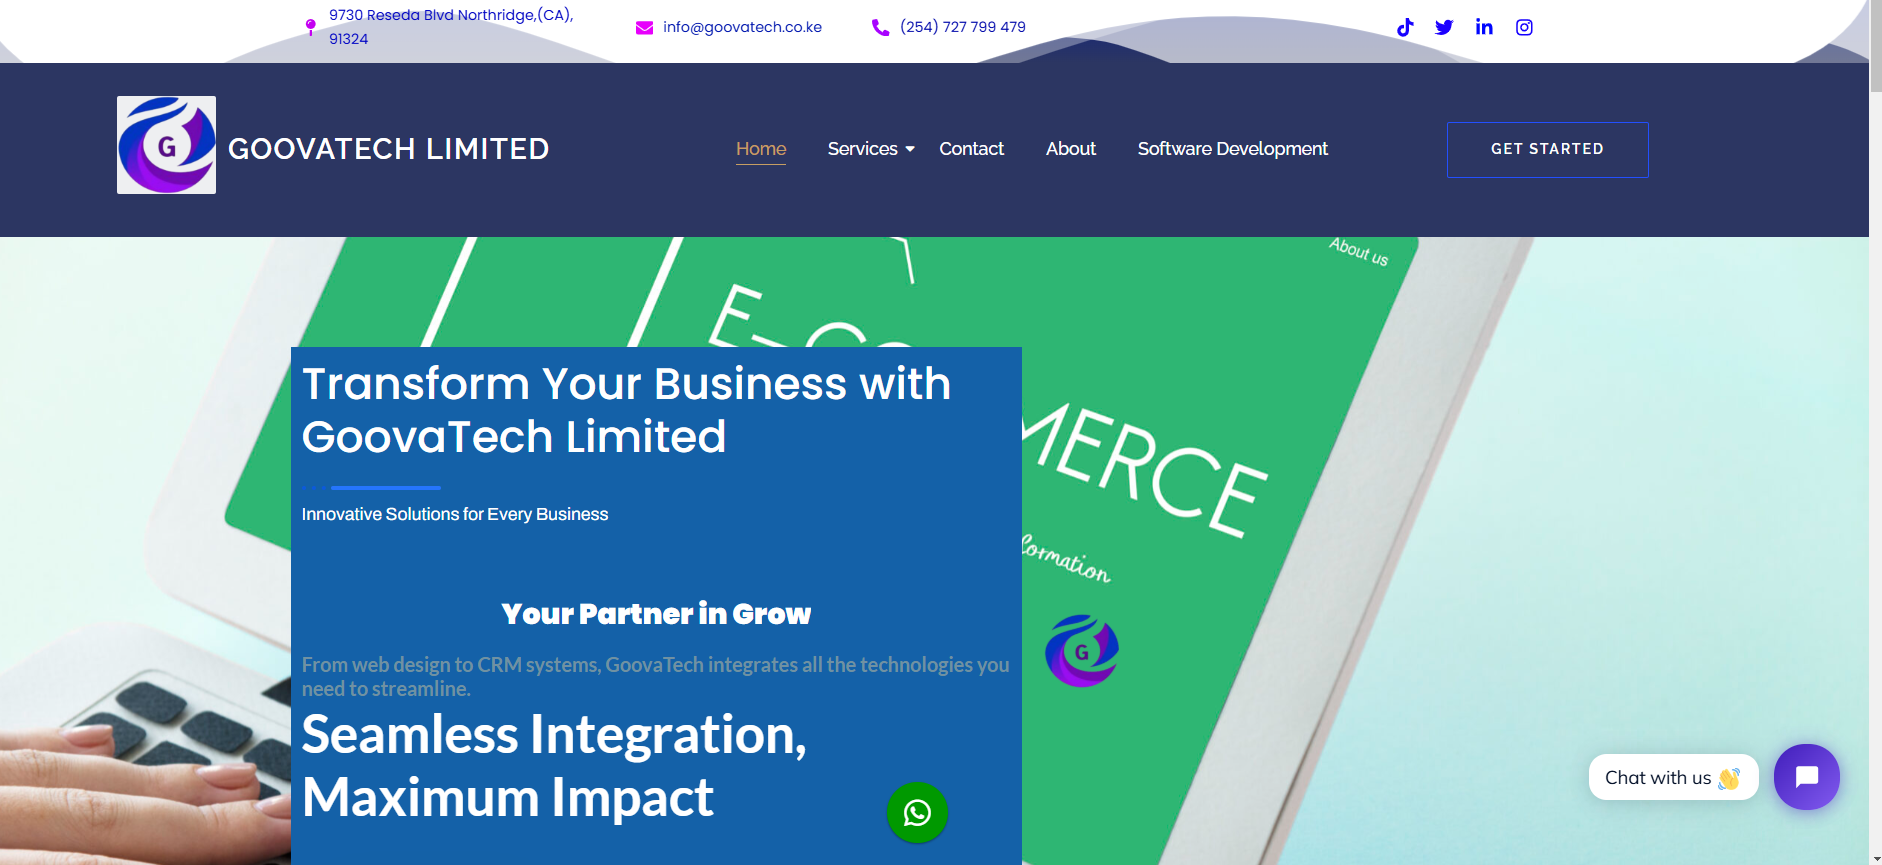 9730 Reseda Blvd Northridge,(CA),
91324
info@goovatech.co.ke
(254) 727 799 479
G
GOOVATECH LIMITED
Home
Services
Contact
About
Software Development
GET STARTED
About us
E-CO
MERCE
formation
G
Transform Your Business with
GoovaTech Limited
Innovative Solutions for Every Business
Your Partner in Grow
From web design to CRM systems, GoovaTech integrates all the technologies you
need to streamline.
Seamless Integration,
Maximum Impact
Chat with us 👋